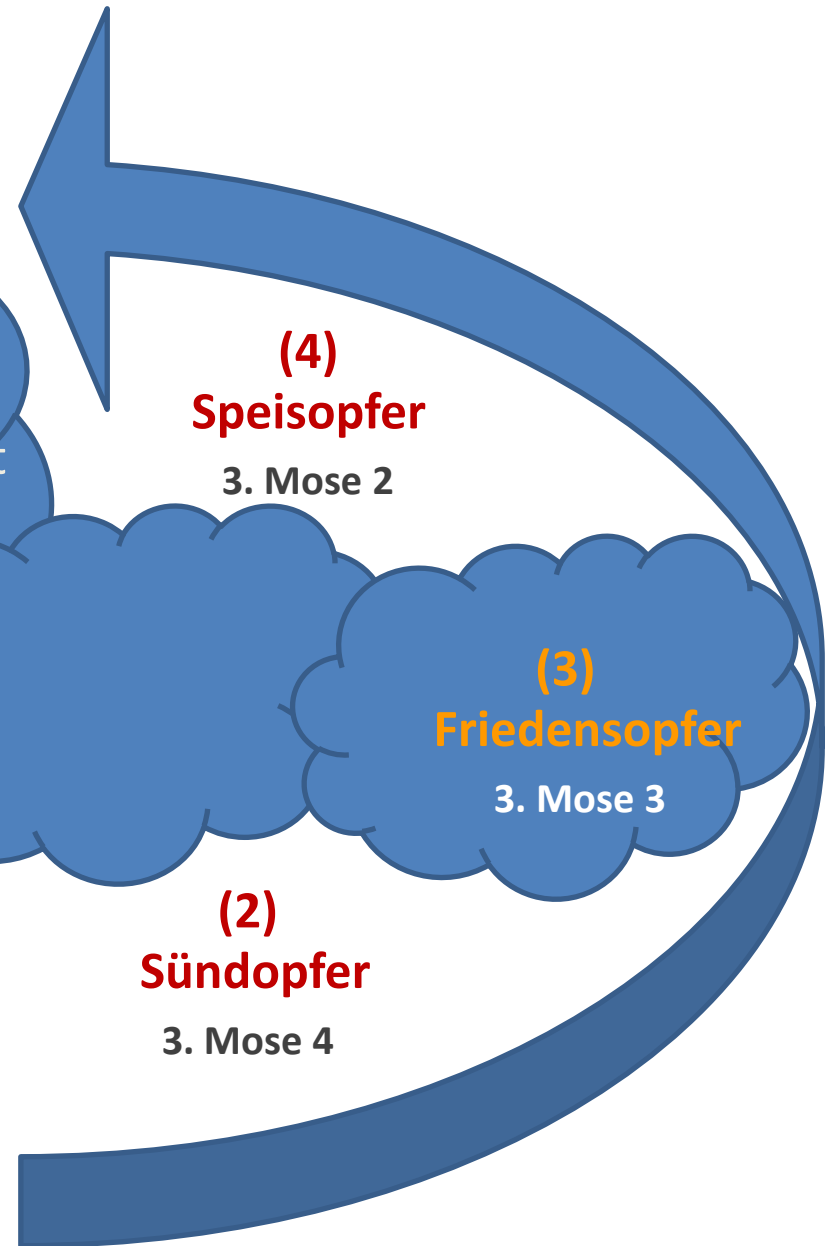 (4)
Speisopfer
3. Mose 2
(3)
Friedensopfer
3. Mose 3
(2)
Sündopfer
3. Mose 4